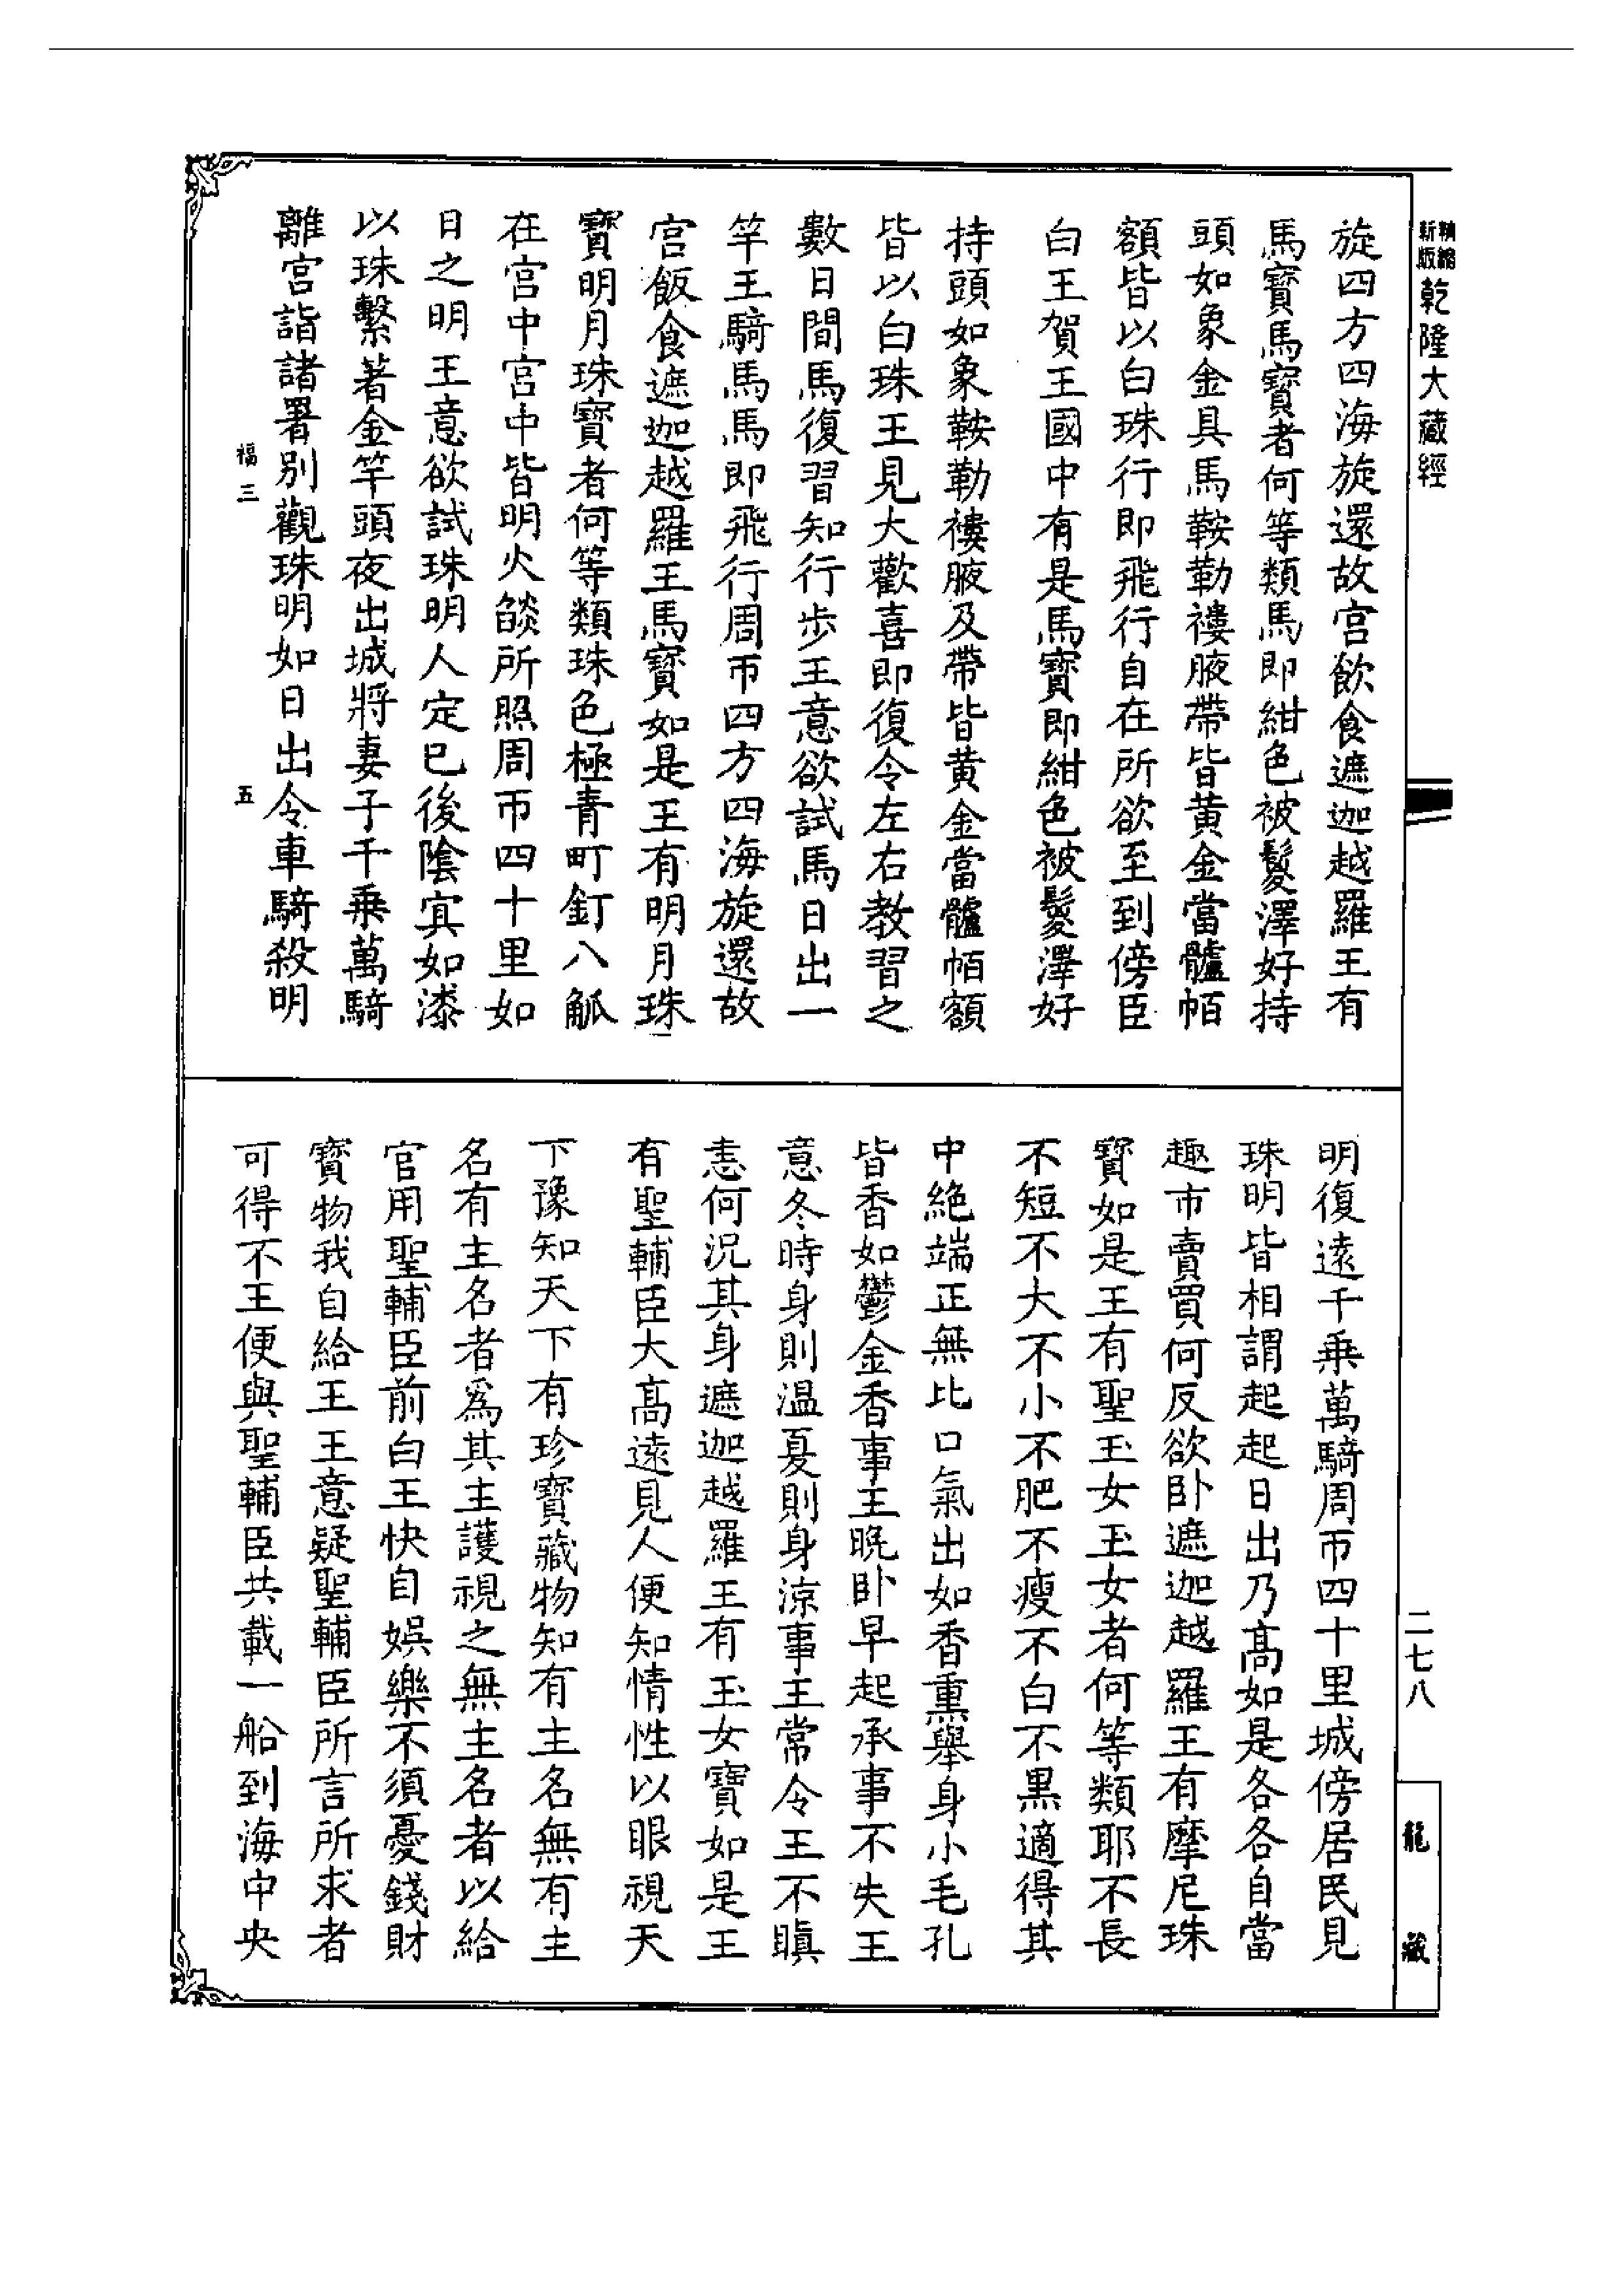 新版精縮乾隆大藏經
旋四方四海旋還故宮飲食遮迦越羅王有
馬寶馬寶者何等類馬即紺色被髲澤好持
頭如象金具馬鞍勒褸腋帶皆黄金當髗帞
額皆以白珠行即飛行自在所欲至到傍臣
白王賀王國中有是馬寶即紺色被髲澤好
持頭如象鞍勒褸腋及帶皆黄金當髗帞額
皆以白珠王見大歡喜即復令左右教習之
數日間馬復習知行步王意欲試馬日出一
竿王騎馬馬即飛行周帀四方四海旋還故
宮飯食遮迦越羅王馬寶如是王有明月珠
寶明月珠寶者何等類珠色極青町釘八觚
在宮中宮中皆明火燄所照周帀四十里如
日之明王意欲試珠明人定已後陰㝠如漆
以珠繫著金竿頭夜出城將妻子千乗萬騎
離宮詣諸署別觀珠明如日出令車騎殺明
福三
五
明復逺千乗萬騎周帀四十里城傍居民見
珠明皆相謂起起日出乃髙如是各各自當
趣市賣買何反欲卧遮迦越羅王有摩尼珠
寶如是王有聖玉女玉女者何等類耶不長
不短不大不小不肥不瘦不白不黒適得其
中絶端正無比口氣出如香熏舉身小毛孔
皆香如鬱金香事王晩卧早起承事不失王
意冬時身則温夏則身涼事王常令王不瞋
恚何況其身遮迦越羅王有玉女寶如是王
有聖輔臣大髙逺見人便知情性以眼視天
下豫知天下有珍寶藏物知有主名無有主
名有主名者爲其主護視之無主名者以給
官用聖輔臣前白王快自娯樂不須憂錢財
寶物我自給王王意疑聖輔臣所言所求者
可得不王便與聖輔臣共載一船到海中央
二七八
龍藏